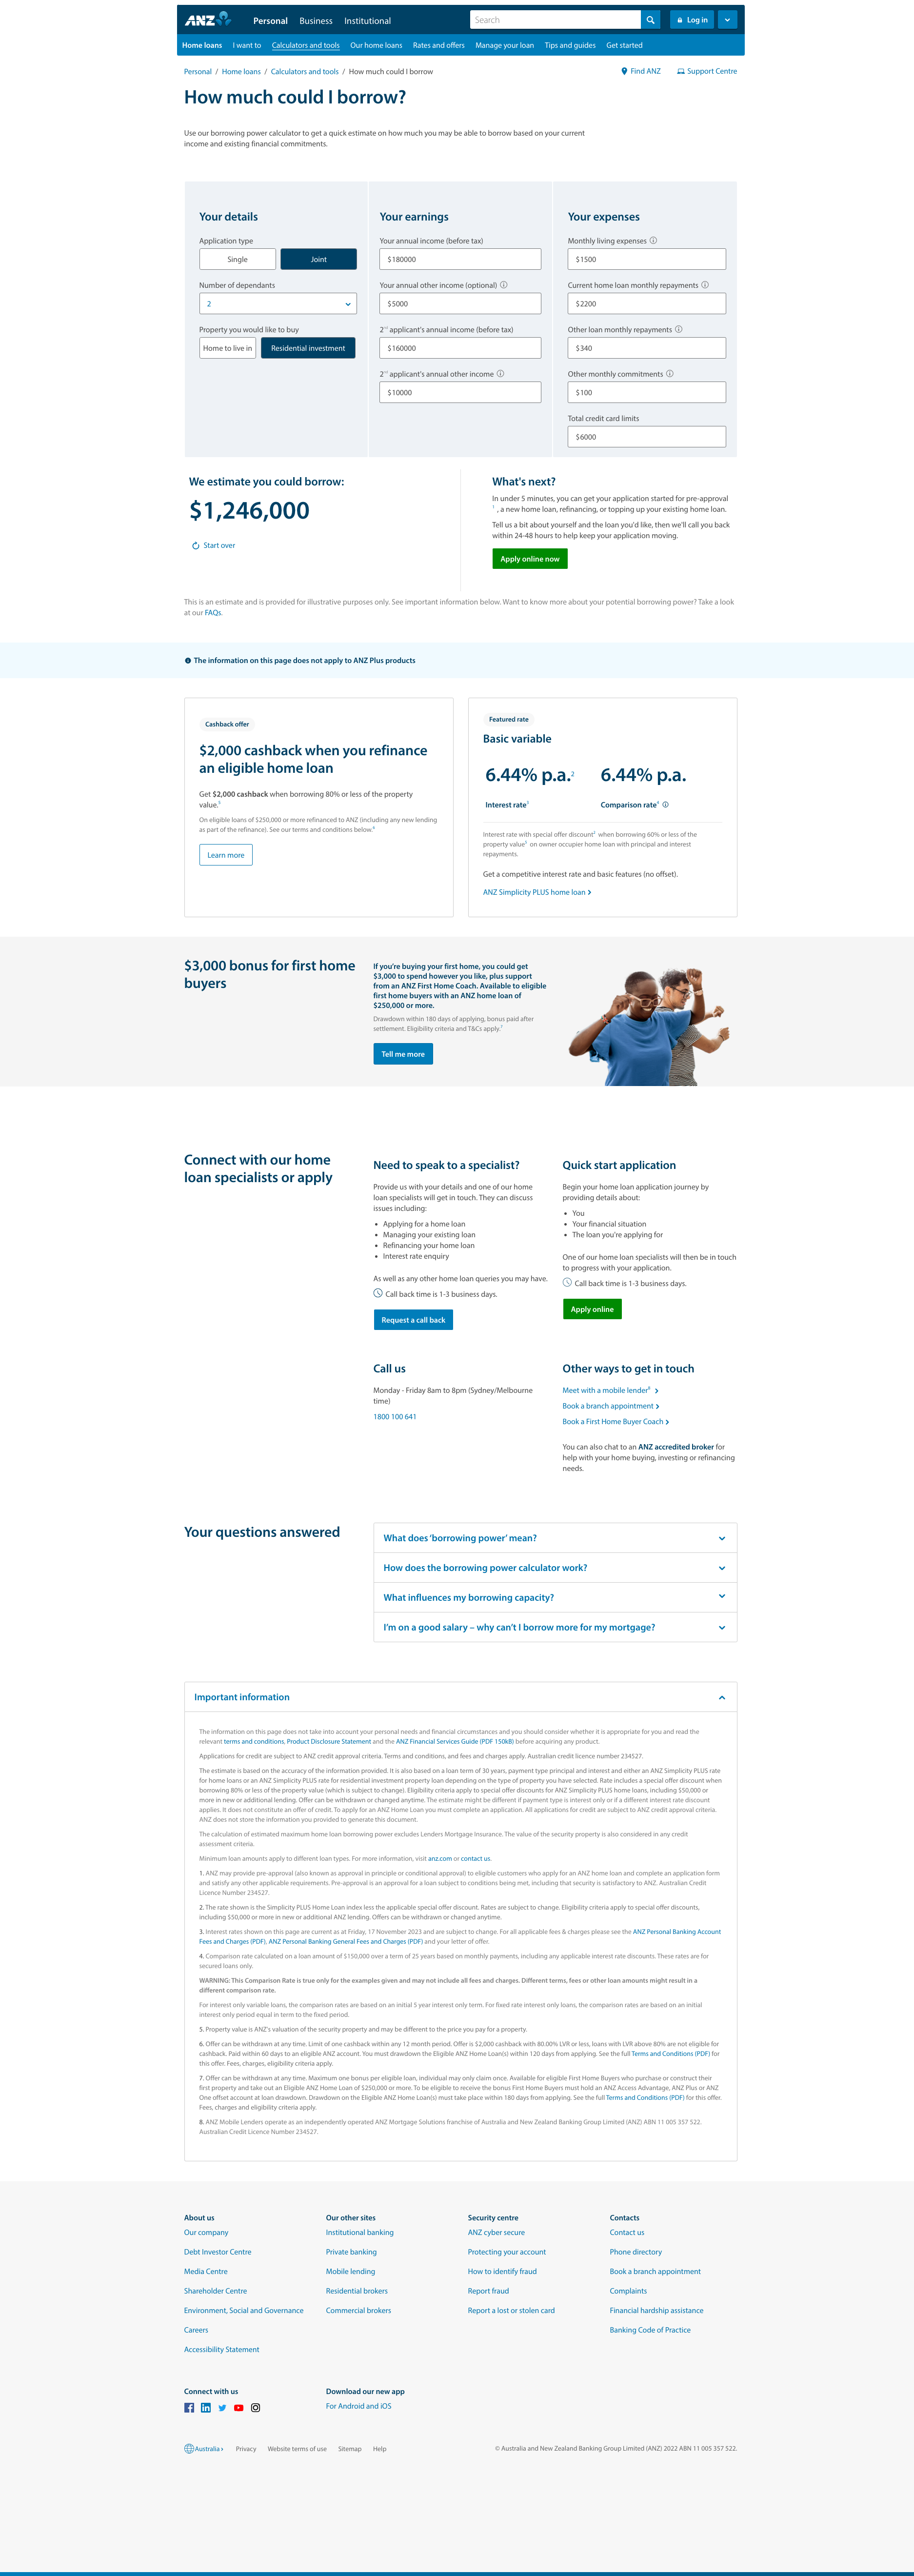 ANZ
Personal
Business
Institutional
Search
Log in
Home loans
I want to
Calculators and tools
Our home loans
Rates and offers
Manage your loan
Tips and guides
Get started
Personal / Home loans / Calculators and tools / How much could I borrow
Find ANZ
Support Centre
How much could I borrow?
Use our borrowing power calculator to get a quick estimate on how much you may be able to borrow based on your current
income and existing financial commitments.
Your details
Application type
Single
Joint
Number of dependants
2
Property you would like to buy
Home to live in
Residential investment
Your earnings
Your annual income (before tax)
$180000
Your annual other income (optional)
$5000
2nd applicant's annual income (before tax)
$160000
2nd applicant's annual other income
$10000
Your expenses
Monthly living expenses
$1500
Current home loan monthly repayments
$2200
Other loan monthly repayments
$340
Other monthly commitments
$100
Total credit card limits
$6000
We estimate you could borrow:
$1,246,000
Start over
What's next?
In under 5 minutes, you can get your application started for pre-approval
1 , a new home loan, refinancing, or topping up your existing home loan.
Tell us a bit about yourself and the loan you'd like, then we'll call you back
within 24-48 hours to help keep your application moving.
Apply online now
This is an estimate and is provided for illustrative purposes only. See important information below. Want to know more about your potential borrowing power? Take a look
at our FAQs.
The information on this page does not apply to ANZ Plus products
Cashback offer
$2,000 cashback when you refinance
an eligible home loan
Get $2,000 cashback when borrowing 80% or less of the property
value.5
On eligible loans of $250,000 or more refinanced to ANZ (including any new lending
as part of the refinance). See our terms and conditions below.6
Learn more
Featured rate
Basic variable
6.44% p.a.2
6.44% p.a.
Interest rate3
Comparison rate4
Interest rate with special offer discount2 when borrowing 60% or less of the
property value5 on owner occupier home loan with principal and interest
repayments.
Get a competitive interest rate and basic features (no offset).
ANZ Simplicity PLUS home loan
$3,000 bonus for first home
buyers
If you're buying your first home, you could get
$3,000 to spend however you like, plus support
from an ANZ First Home Coach. Available to eligible
first home buyers with an ANZ home loan of
$250,000 or more.
Drawdown within 180 days of applying, bonus paid after
settlement. Eligibility criteria and T&Cs apply.7
Tell me more
Connect with our home
loan specialists or apply
Need to speak to a specialist?
Provide us with your details and one of our home
loan specialists will get in touch. They can discuss
issues including:
• Applying for a home loan
• Managing your existing loan
• Refinancing your home loan
• Interest rate enquiry
As well as any other home loan queries you may have.
Call back time is 1-3 business days.
Request a call back
Quick start application
Begin your home loan application journey by
providing details about:
• You
• Your financial situation
• The loan you're applying for
One of our home loan specialists will then be in touch
to progress with your application.
Call back time is 1-3 business days.
Apply online
Call us
Monday - Friday 8am to 8pm (Sydney/Melbourne
time)
1800 100 641
Other ways to get in touch
Meet with a mobile lender8
Book a branch appointment
Book a First Home Buyer Coach
You can also chat to an ANZ accredited broker for
help with your home buying, investing or refinancing
needs.
Your questions answered
What does 'borrowing power' mean?
How does the borrowing power calculator work?
What influences my borrowing capacity?
I'm on a good salary – why can't I borrow more for my mortgage?
Important information
The information on this page does not take into account your personal needs and financial circumstances and you should consider whether it is appropriate for you and read the
relevant terms and conditions, Product Disclosure Statement and the ANZ Financial Services Guide (PDF 150kB) before acquiring any product.
Applications for credit are subject to ANZ credit approval criteria. Terms and conditions, and fees and charges apply. Australian credit licence number 234527.
The estimate is based on the accuracy of the information provided. It is also based on a loan term of 30 years, payment type principal and interest and either an ANZ Simplicity PLUS rate
for home loans or an ANZ Simplicity PLUS rate for residential investment property loan depending on the type of property you have selected. Rate includes a special offer discount when
borrowing 80% or less of the property value (which is subject to change). Eligibility criteria apply to special offer discounts for ANZ Simplicity PLUS home loans, including $50,000 or
more in new or additional lending. Offer can be withdrawn or changed anytime. The estimate might be different if payment type is interest only or if a different interest rate discount
applies. It does not constitute an offer of credit. To apply for an ANZ Home Loan you must complete an application. All applications for credit are subject to ANZ credit approval criteria.
ANZ does not store the information you provided to generate this document.
The calculation of estimated maximum home loan borrowing power excludes Lenders Mortgage Insurance. The value of the security property is also considered in any credit
assessment criteria.
Minimum loan amounts apply to different loan types. For more information, visit anz.com or contact us.
1. ANZ may provide pre-approval (also known as approval in principle or conditional approval) to eligible customers who apply for an ANZ home loan and complete an application form
and satisfy any other applicable requirements. Pre-approval is an approval for a loan subject to conditions being met, including that security is satisfactory to ANZ. Australian Credit
Licence Number 234527.
2. The rate shown is the Simplicity PLUS Home Loan index less the applicable special offer discount. Rates are subject to change. Eligibility criteria apply to special offer discounts,
including $50,000 or more in new or additional ANZ lending. Offers can be withdrawn or changed anytime.
3. Interest rates shown on this page are current as at Friday, 17 November 2023 and are subject to change. For all applicable fees & charges please see the ANZ Personal Banking Account
Fees and Charges (PDF), ANZ Personal Banking General Fees and Charges (PDF) and your letter of offer.
4. Comparison rate calculated on a loan amount of $150,000 over a term of 25 years based on monthly payments, including any applicable interest rate discounts. These rates are for
secured loans only.
WARNING: This Comparison Rate is true only for the examples given and may not include all fees and charges. Different terms, fees or other loan amounts might result in a
different comparison rate.
For interest only variable loans, the comparison rates are based on an initial 5 year interest only term. For fixed rate interest only loans, the comparison rates are based on an initial
interest only period equal in term to the fixed period.
5. Property value is ANZ's valuation of the security property and may be different to the price you pay for a property.
6. Offer can be withdrawn at any time. Limit of one cashback within any 12 month period. Offer is $2,000 cashback with 80.00% LVR or less, loans with LVR above 80% are not eligible for
cashback. Paid within 60 days to an eligible ANZ account. You must drawdown the Eligible ANZ Home Loan(s) within 120 days from applying. See the full Terms and Conditions (PDF) for
this offer. Fees, charges, eligibility criteria apply.
7. Offer can be withdrawn at any time. Maximum one bonus per eligible loan, individual may only claim once. Available for eligible First Home Buyers who purchase or construct their
first property and take out an Eligible ANZ Home Loan of $250,000 or more. To be eligible to receive the bonus First Home Buyers must hold an ANZ Access Advantage, ANZ Plus or ANZ
One offset account at loan drawdown. Drawdown on the Eligible ANZ Home Loan(s) must take place within 180 days from applying. See the full Terms and Conditions (PDF) for this offer.
Fees, charges and eligibility criteria apply.
8. ANZ Mobile Lenders operate as an independently operated ANZ Mortgage Solutions franchise of Australia and New Zealand Banking Group Limited (ANZ) ABN 11 005 357 522.
Australian Credit Licence Number 234527.
About us
Our company
Debt Investor Centre
Media Centre
Shareholder Centre
Environment, Social and Governance
Careers
Accessibility Statement
Our other sites
Institutional banking
Private banking
Mobile lending
Residential brokers
Commercial brokers
Security centre
ANZ cyber secure
Protecting your account
How to identify fraud
Report fraud
Report a lost or stolen card
Contacts
Contact us
Phone directory
Book a branch appointment
Complaints
Financial hardship assistance
Banking Code of Practice
Connect with us
Download our new app
For Android and iOS
Australia
Privacy
Website terms of use
Sitemap
Help
© Australia and New Zealand Banking Group Limited (ANZ) 2022 ABN 11 005 357 522.